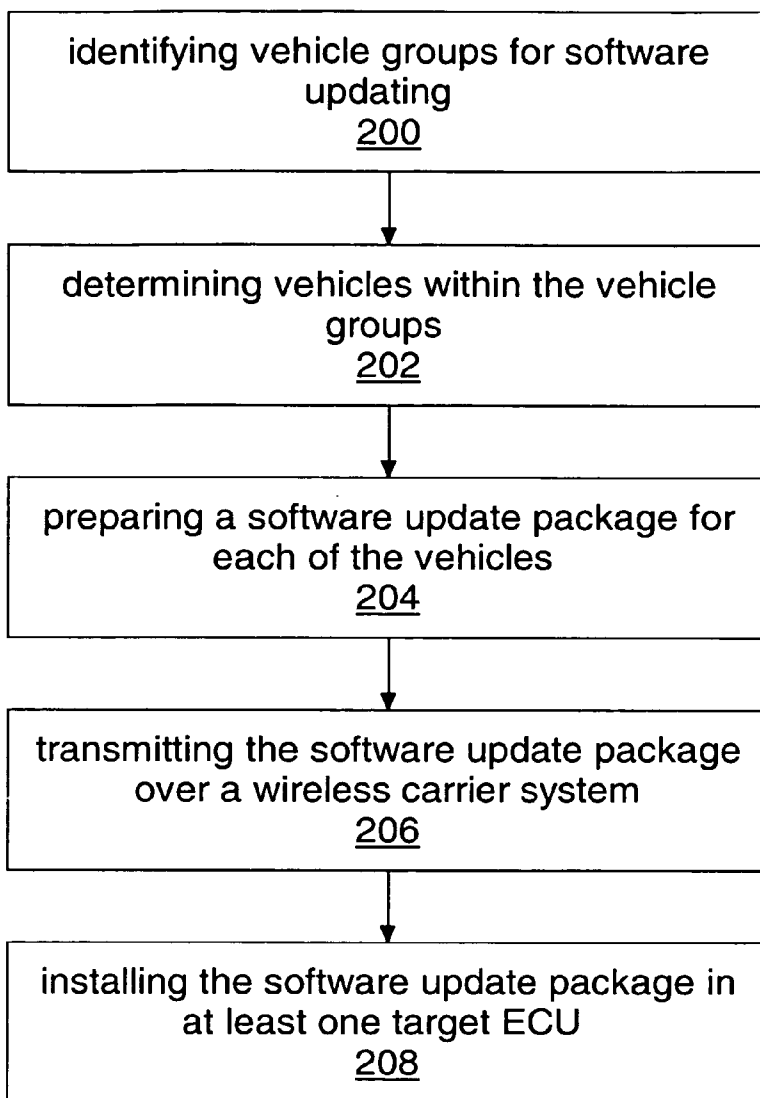 identifying vehicle groups for software
updating
200
determining vehicles within the vehicle
groups
202
preparing a software update package for
each of the vehicles
204
transmitting the software update package
over a wireless carrier system
206
installing the software update package in
at least one target ECU
208